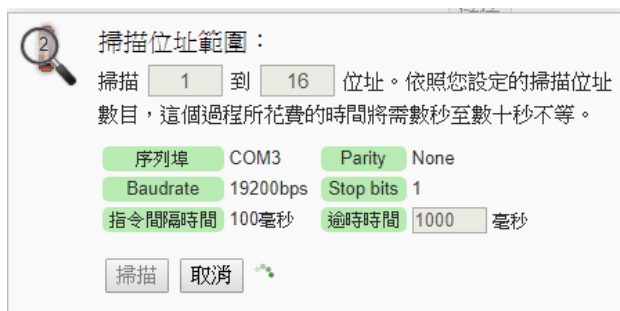 2
掃描位址範圍：
掃描 1 到 16 位址。依照您設定的掃描位址
數目，這個過程所花費的時間將需數秒至數十秒不等。
序列埠 COM3 Parity None
Baudrate 19200bps Stop bits 1
指令間隔時間 100毫秒 逾時時間 1000 毫秒
掃描 取消